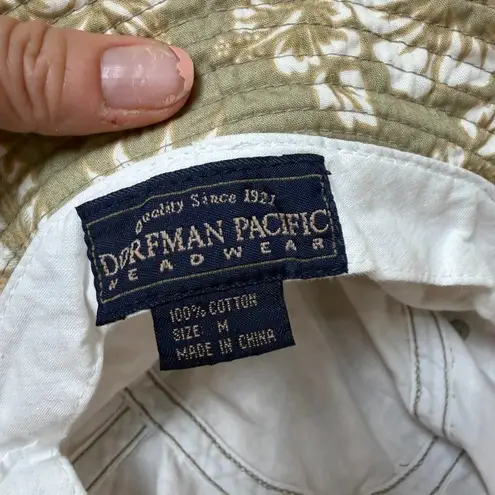 Quality Since 1921
DORFMAN PACIFIC
HEADWEAR
100% COTTON
SIZE M
MADE IN CHINA